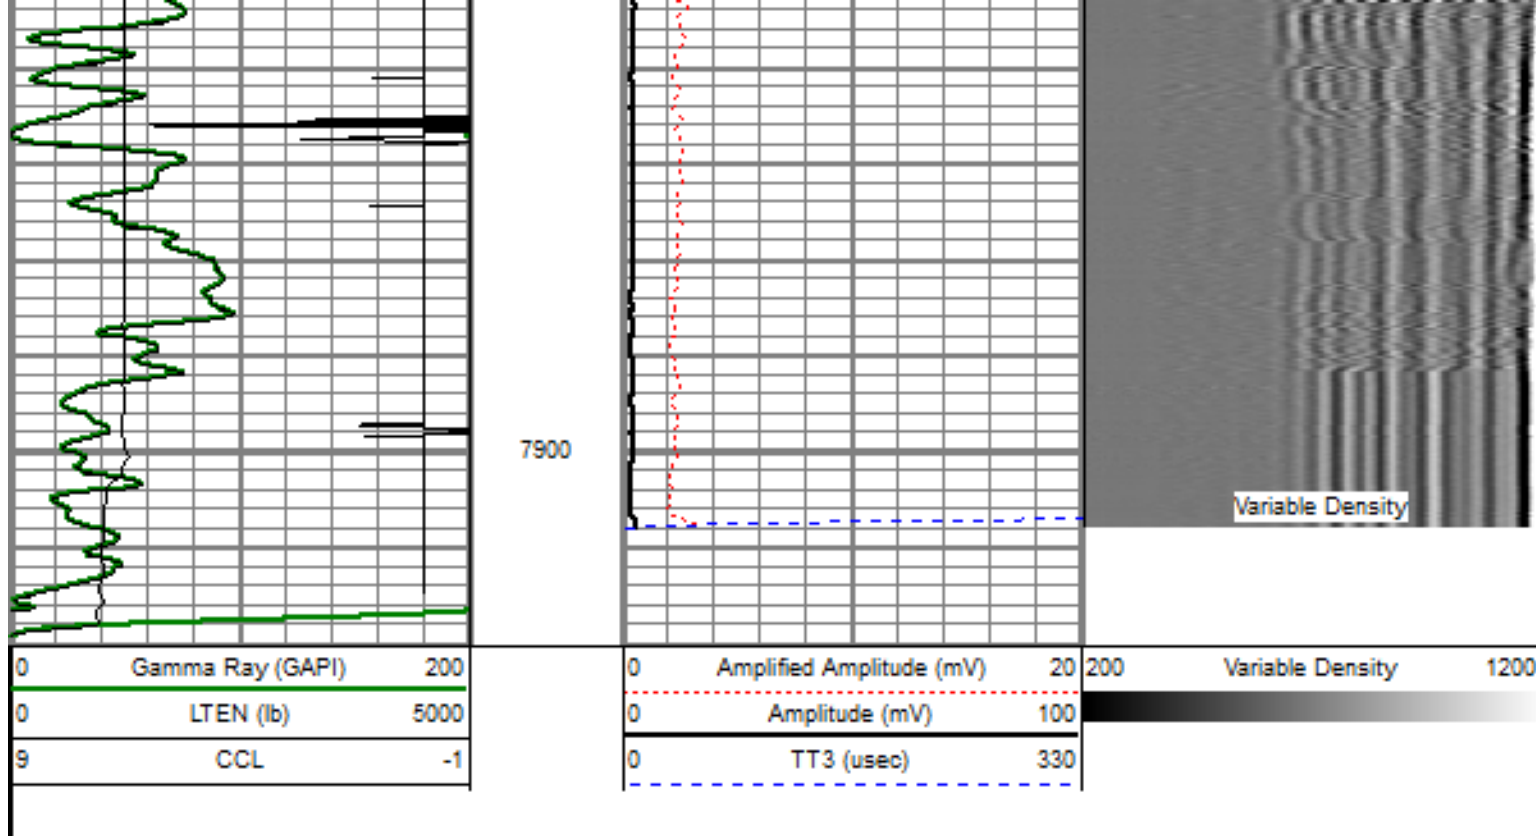 7900
Variable Density
0 Gamma Ray (GAPI) 200
0 LTEN (lb) 5000
9 CCL -1
0 Amplified Amplitude (mV) 20
0 Amplitude (mV) 100
0 TT3 (usec) 330
200 Variable Density 1200